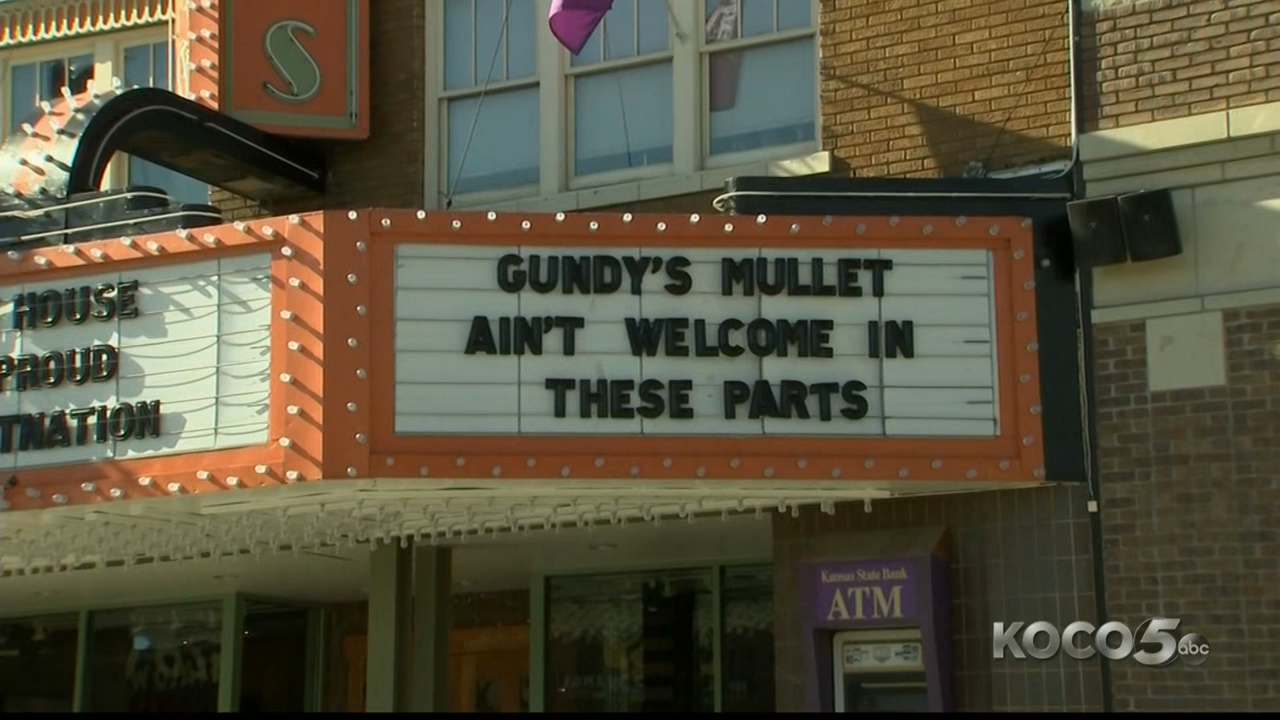 S
HOUSE
PROUD
TNATION
GUNDY'S MULLET
AIN'T WELCOME IN
THESE PARTS
Kansas State Bank
ATM
KOCO 5 abc